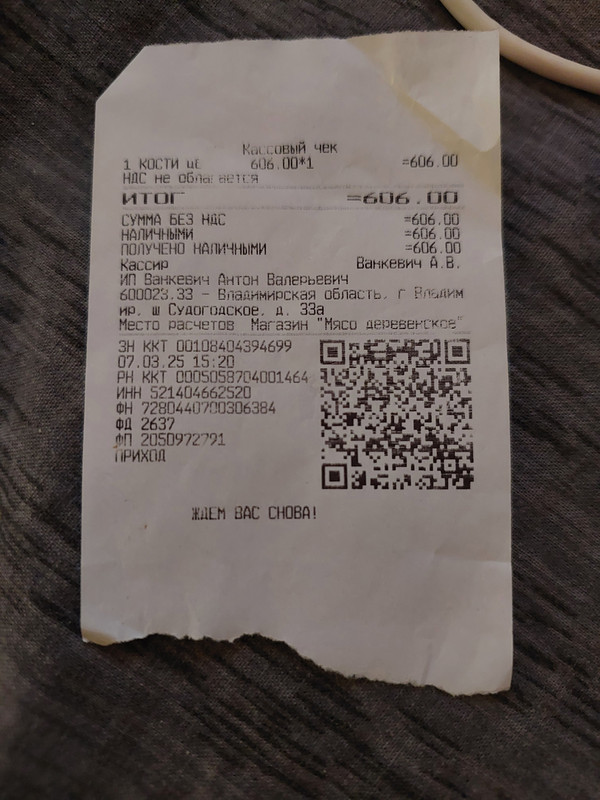 Кассовый чек
1 КОСТИ ЦЕ 606.00*1 =606.00
НДС не облагается
ИТОГ =606.00
СУММА БЕЗ НДС =606.00
НАЛИЧНЫМИ =606.00
ПОЛУЧЕНО НАЛИЧНЫМИ =606.00
Кассир Ванкевич А.В.
ИП Ванкевич Антон Валерьевич
600023.33 - Владимирская область, г Владим
ир, ш Судогодское, д. 33а
Место расчетов Магазин "Мясо деревенское"
ЗН ККТ 00108404394699
07.03.25 15:20
РН ККТ 0005058704001464
ИНН 521404662520
ФН 7280440700306384
ФД 2637
ФП 2050972791
ПРИХОД
ЖДЕМ ВАС СНОВА!